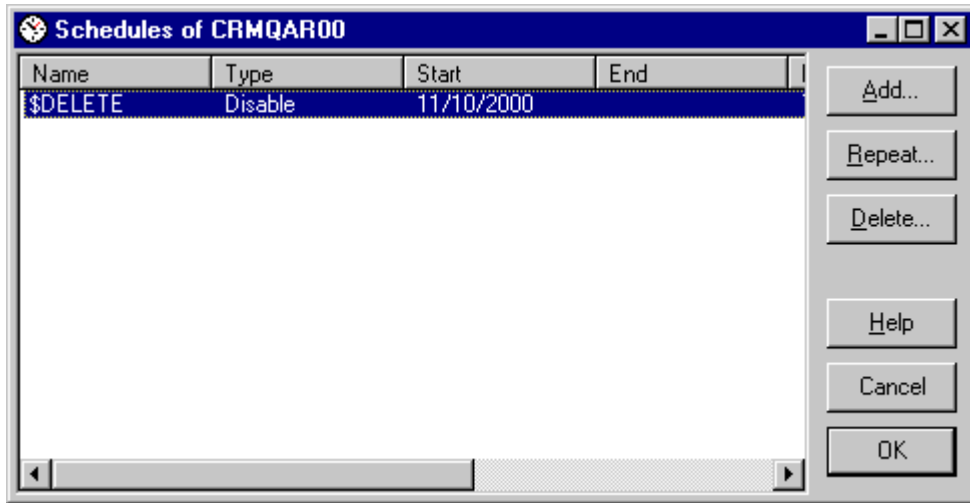 Schedules of CRMQAR00
Name Type Start End
$DELETE Disable 11/10/2000
Add...
Repeat...
Delete...
Help
Cancel
OK